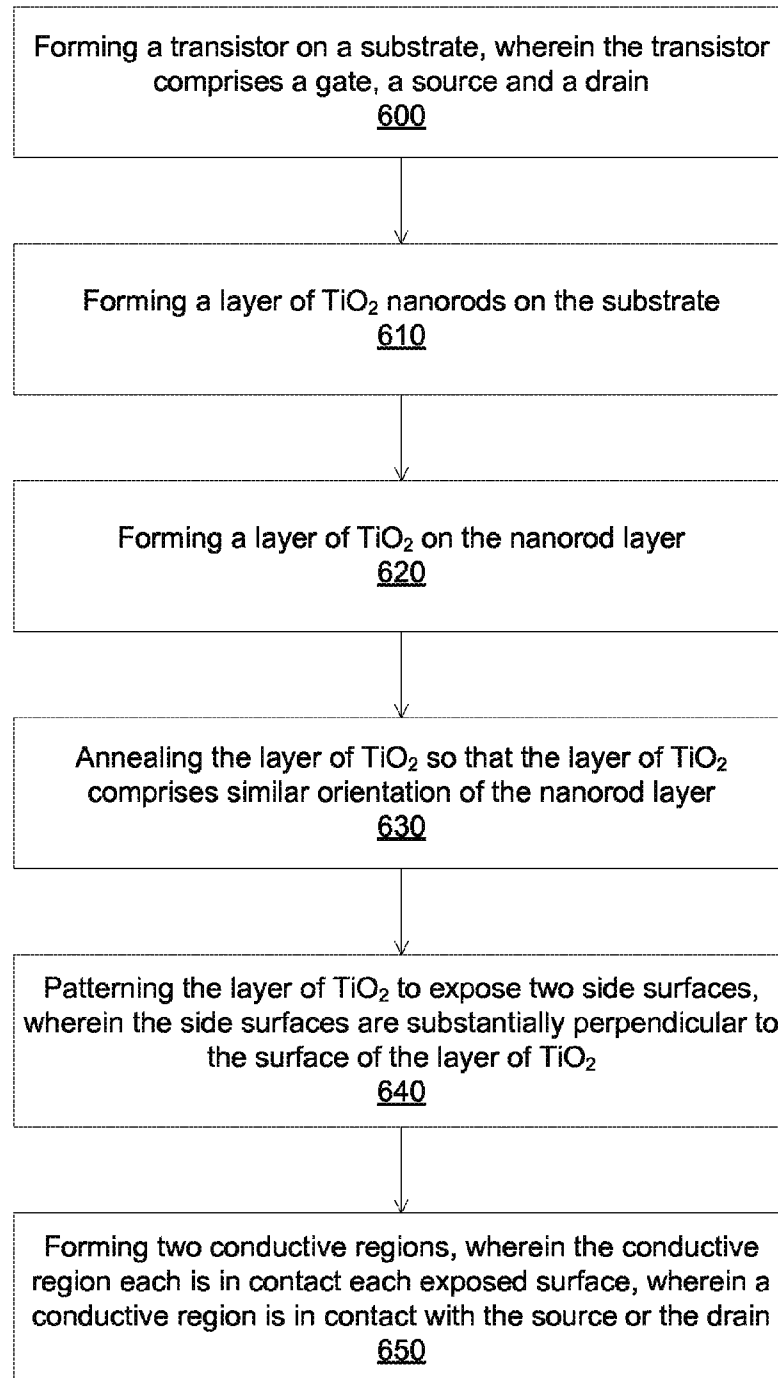 Forming a transistor on a substrate, wherein the transistor
comprises a gate, a source and a drain
600
Forming a layer of TiO₂ nanorods on the substrate
610
Forming a layer of TiO₂ on the nanorod layer
620
Annealing the layer of TiO₂ so that the layer of TiO₂
comprises similar orientation of the nanorod layer
630
Patterning the layer of TiO₂ to expose two side surfaces,
wherein the side surfaces are substantially perpendicular to
the surface of the layer of TiO₂
640
Forming two conductive regions, wherein the conductive
region each is in contact each exposed surface, wherein a
conductive region is in contact with the source or the drain
650